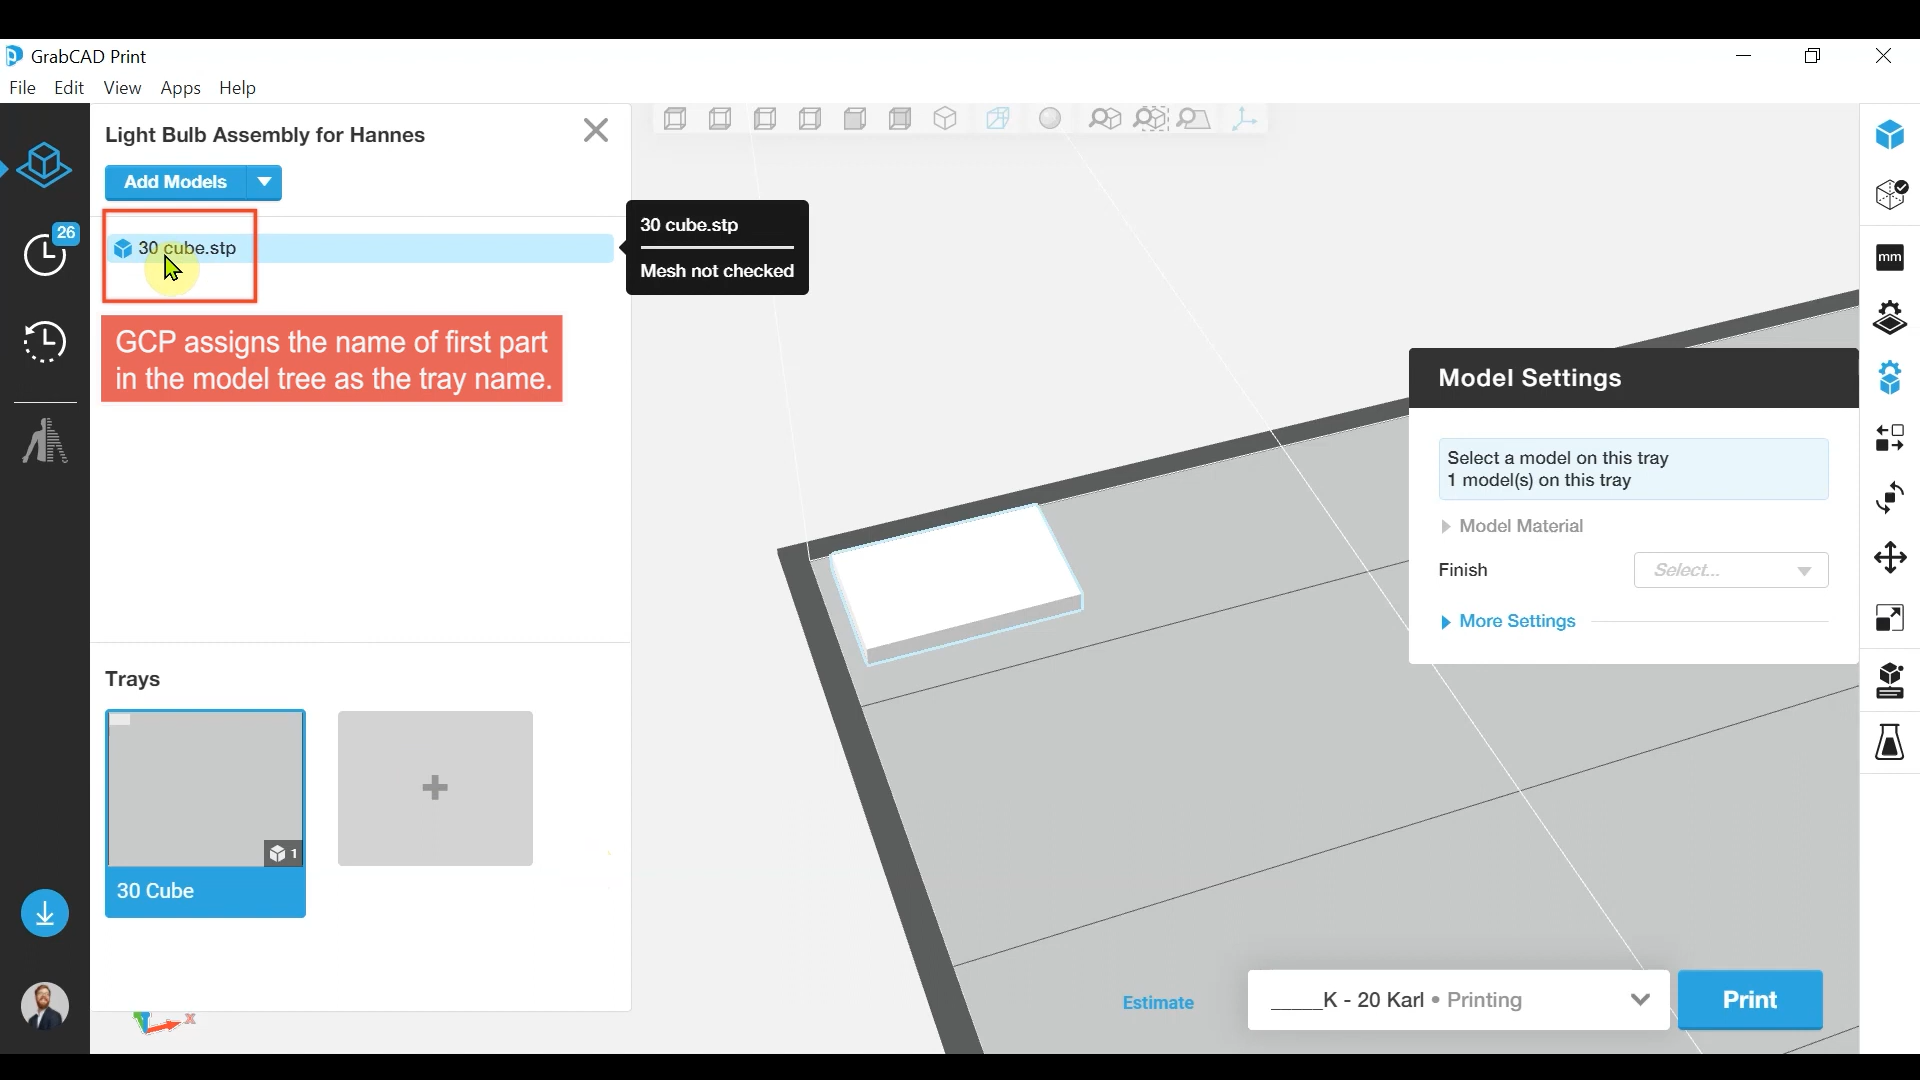 GrabCAD Print
File Edit View Apps Help
Light Bulb Assembly for Hannes
Add Models
26
30 cube.stp
30 cube.stp
Mesh not checked
GCP assigns the name of first part
in the model tree as the tray name.
mm
Model Settings
Select a model on this tray
1 model(s) on this tray
Model Material
Finish
Select...
More Settings
Trays
1
30 Cube
X
Estimate
_____K - 20 Karl • Printing
Print